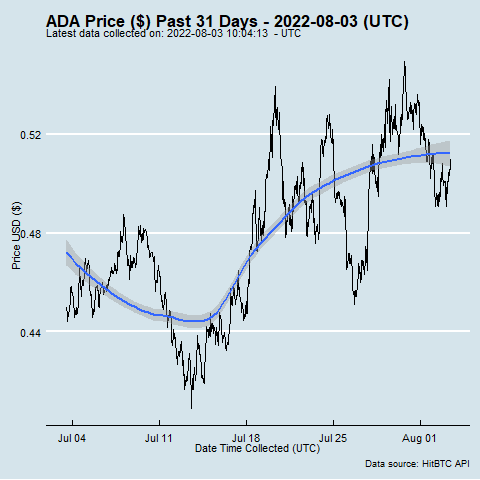 ADA Price ($) Past 31 Days - 2022-08-03 (UTC)
Latest data collected on: 2022-08-03 10:04:13 - UTC
0.52
0.48
0.44
Price USD ($)
Jul 04 Jul 11 Jul 18 Jul 25 Aug 01
Date Time Collected (UTC)
Data source: HitBTC API